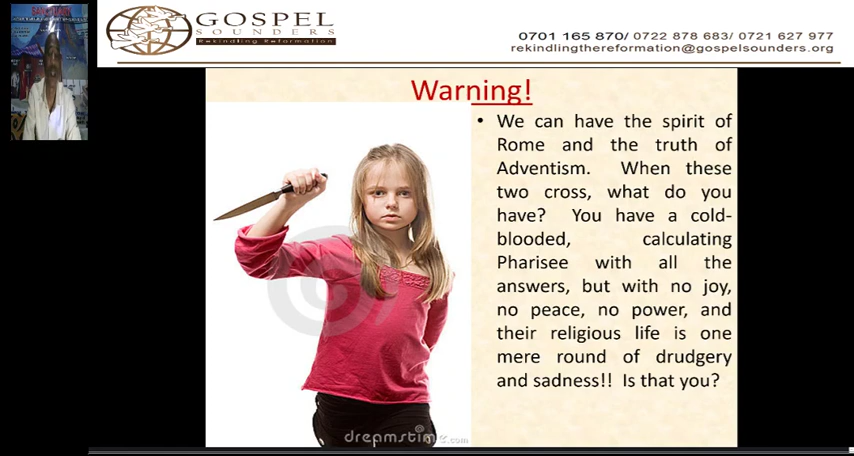 GOSPEL
SOUNDERS
Rekindling Reformation
0701 165 870/ 0722 878 683/ 0721 627 977
rekindlingthereformation@gospelsounders.org
Warning!
• We can have the spirit of
Rome and the truth of
Adventism. When these
two cross, what do you
have? You have a cold-
blooded, calculating
Pharisee with all the
answers, but with no joy,
no peace, no power, and
their religious life is one
mere round of drudgery
and sadness!! Is that you?
dreamstime.com